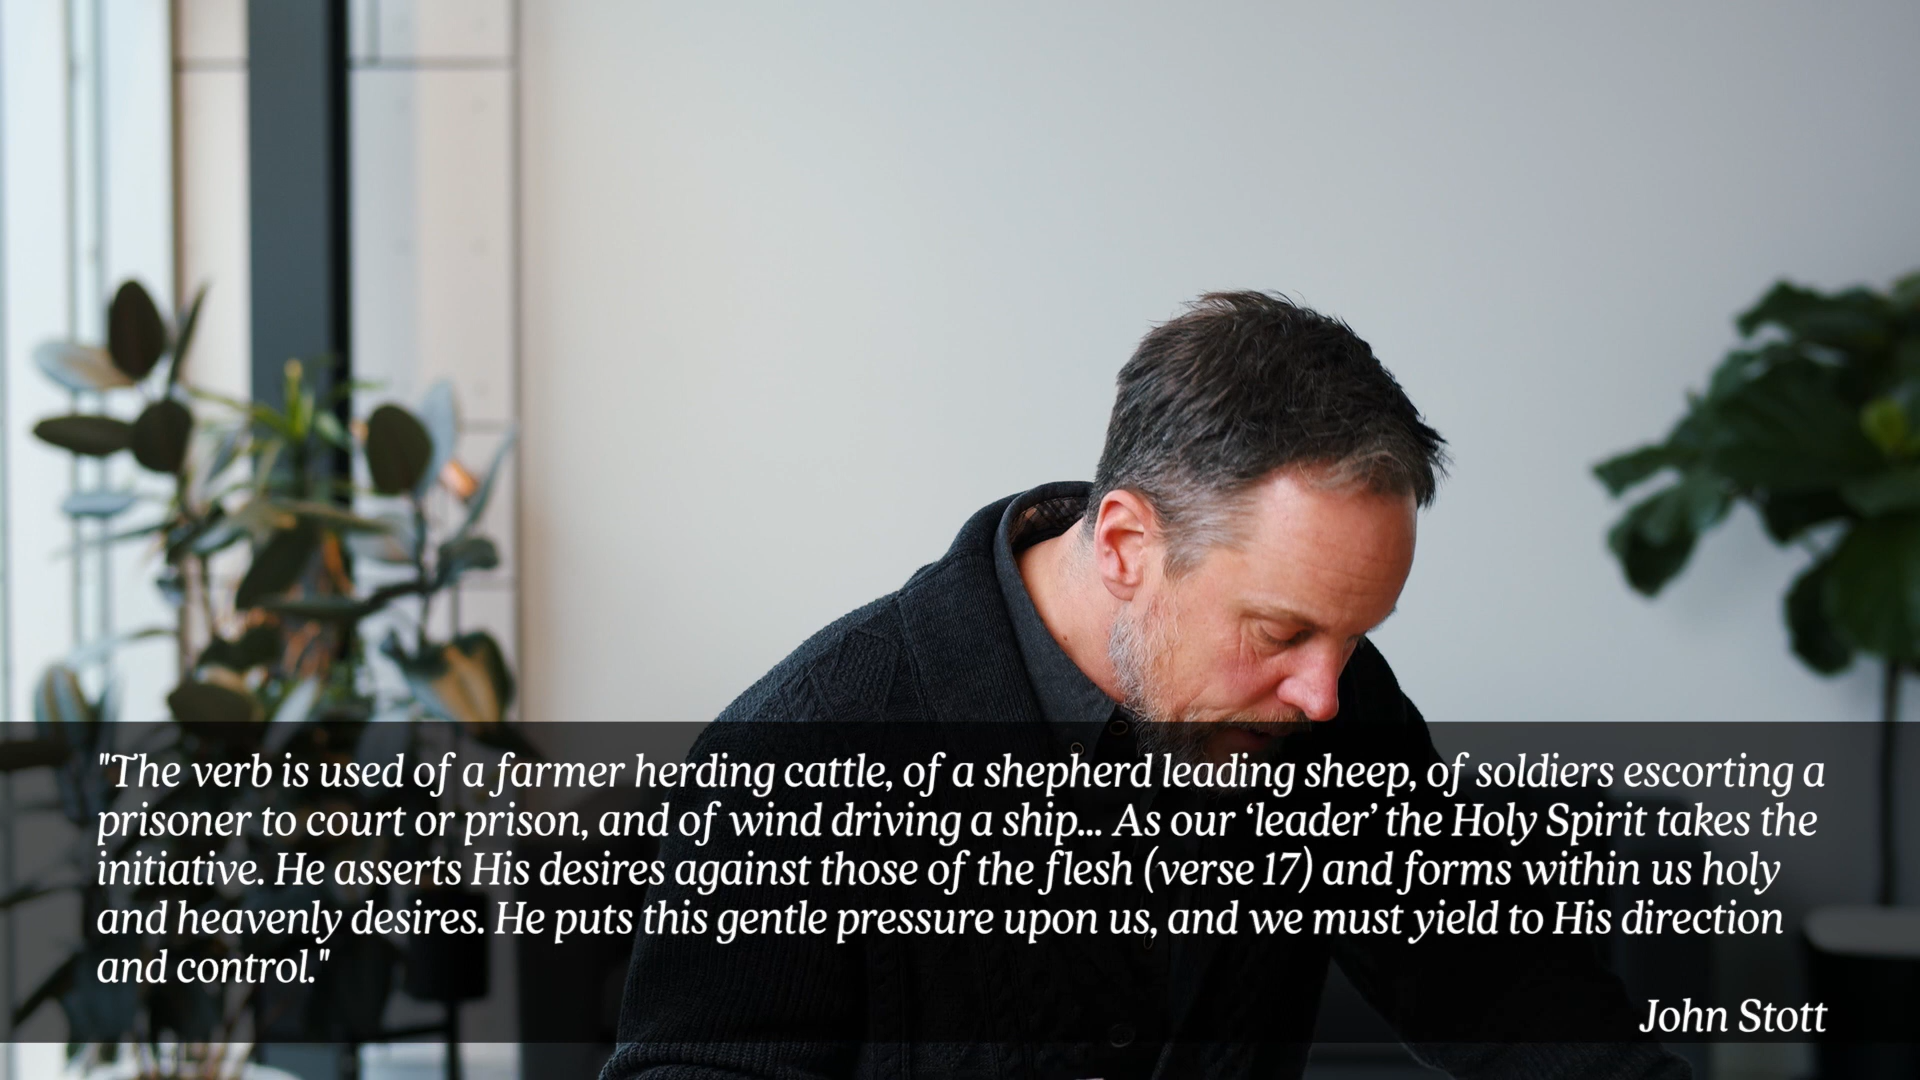 "The verb is used of a farmer herding cattle, of a shepherd leading sheep, of soldiers escorting a
prisoner to court or prison, and of wind driving a ship... As our ‘leader’ the Holy Spirit takes the
initiative. He asserts His desires against those of the flesh (verse 17) and forms within us holy
and heavenly desires. He puts this gentle pressure upon us, and we must yield to His direction
and control."
John Stott